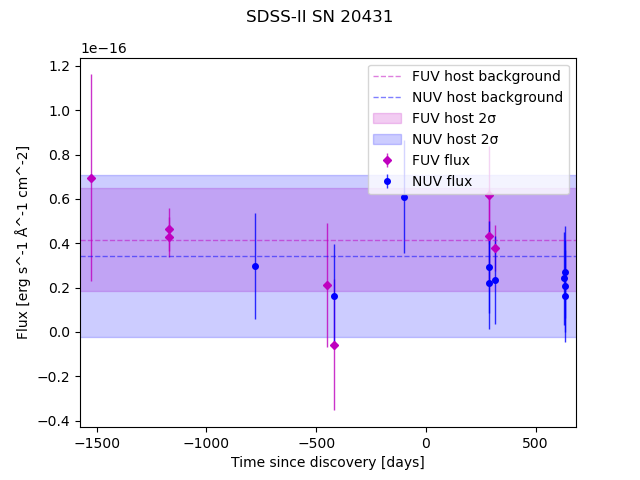 SDSS-II SN 20431
1e−16
FUV host background
NUV host background
FUV host 2σ
NUV host 2σ
FUV flux
NUV flux
1.2
1.0
0.8
0.6
0.4
0.2
0.0
−0.2
−0.4
Flux [erg s^-1 Å^-1 cm^-2]
−1500
−1000
−500
0
500
Time since discovery [days]